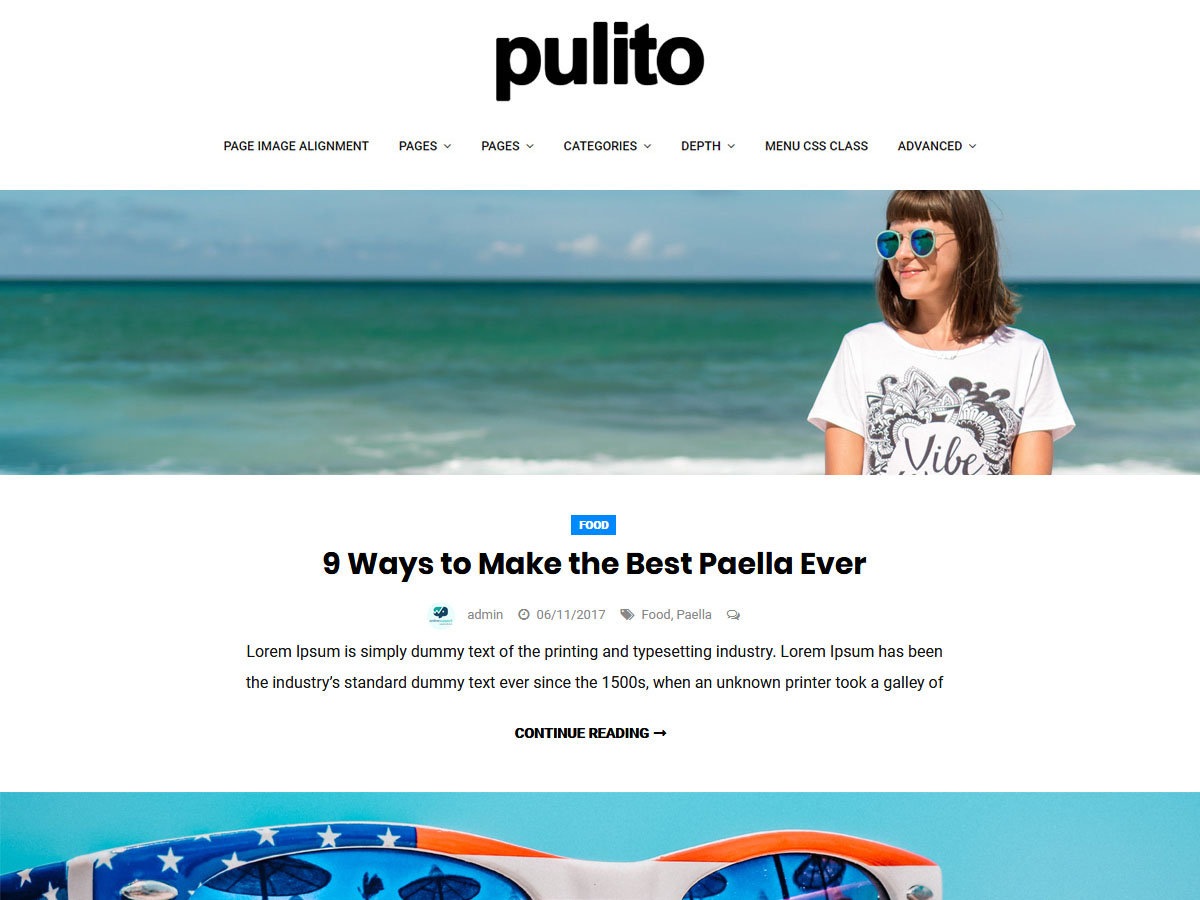 pulito
PAGE IMAGE ALIGNMENT PAGES PAGES CATEGORIES DEPTH MENU CSS CLASS ADVANCED
Vibe
FOOD
9 Ways to Make the Best Paella Ever
admin 06/11/2017 Food, Paella
Lorem Ipsum is simply dummy text of the printing and typesetting industry. Lorem Ipsum has been
the industry’s standard dummy text ever since the 1500s, when an unknown printer took a galley of
CONTINUE READING →